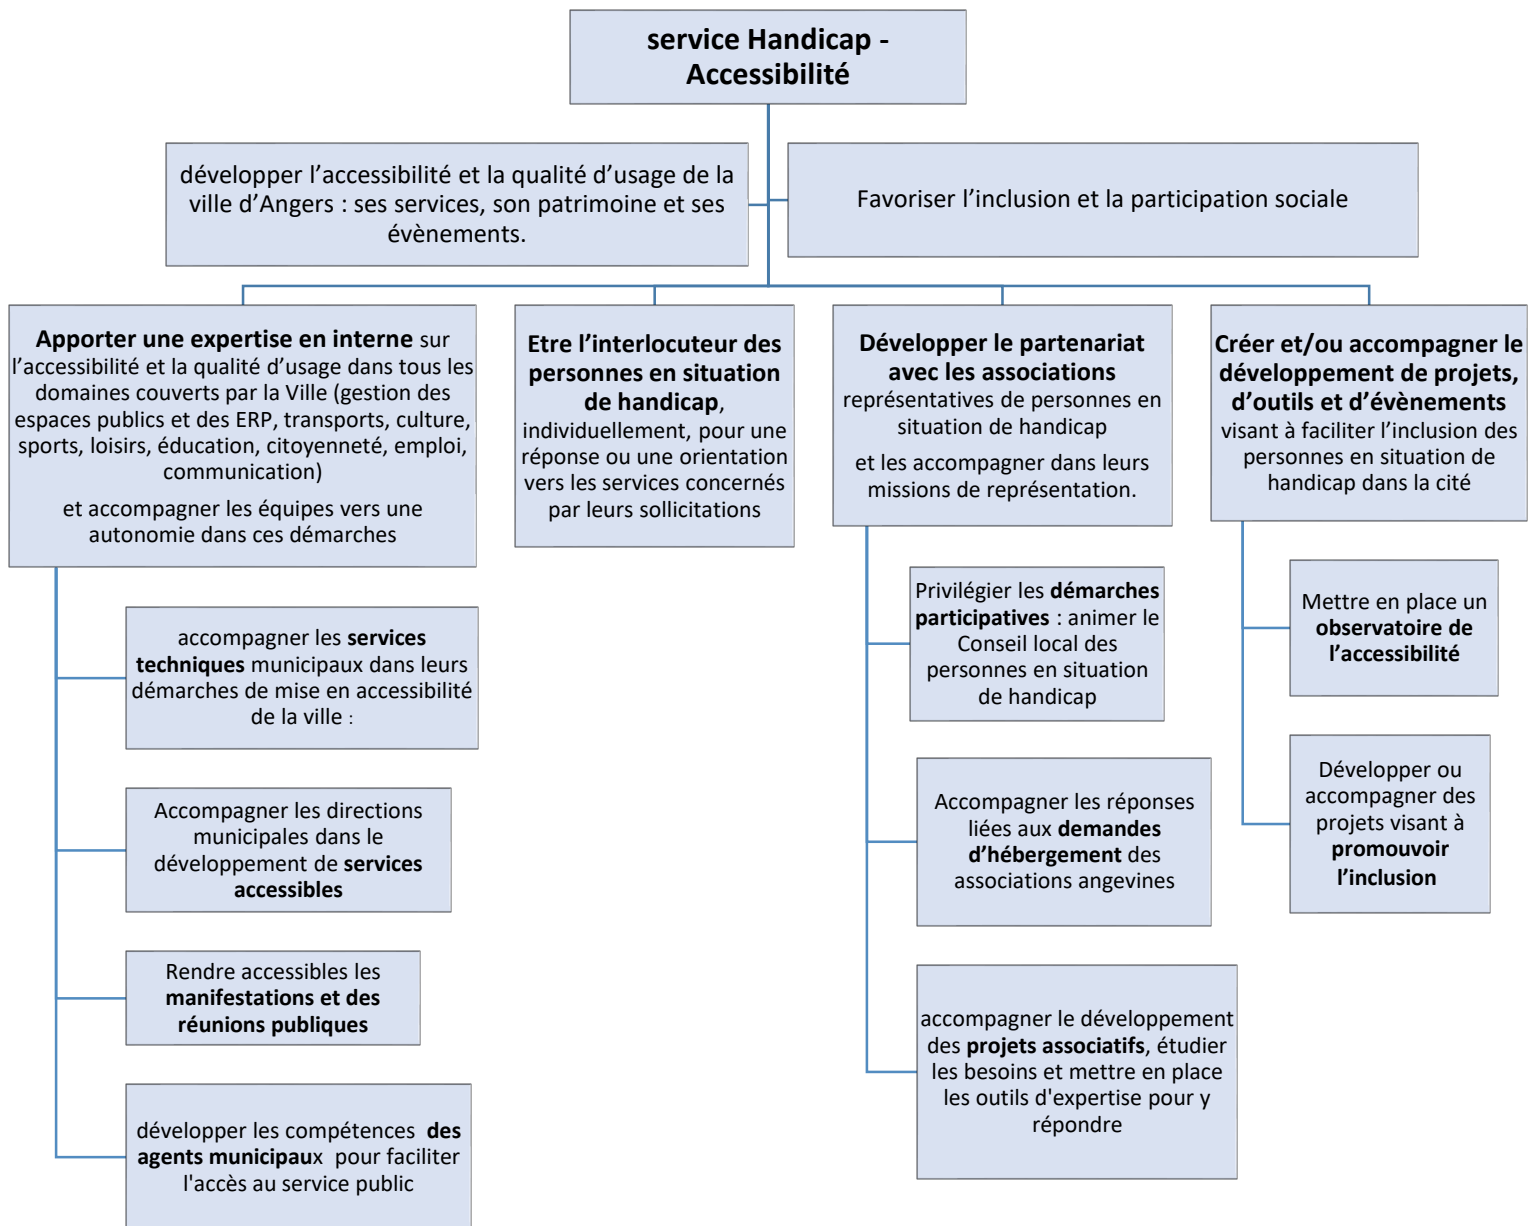 service Handicap -
Accessibilité
développer l’accessibilité et la qualité d’usage de la
ville d’Angers : ses services, son patrimoine et ses
évènements.
Favoriser l’inclusion et la participation sociale
Apporter une expertise en interne sur
l’accessibilité et la qualité d’usage dans tous les
domaines couverts par la Ville (gestion des
espaces publics et des ERP, transports, culture,
sports, loisirs, éducation, citoyenneté, emploi,
communication)
et accompagner les équipes vers une
autonomie dans ces démarches
Etre l’interlocuteur des
personnes en situation
de handicap,
individuellement, pour une
réponse ou une orientation
vers les services concernés
par leurs sollicitations
Développer le partenariat
avec les associations
représentatives de personnes en
situation de handicap
et les accompagner dans leurs
missions de représentation.
Créer et/ou accompagner le
développement de projets,
d’outils et d’évènements
visant à faciliter l’inclusion des
personnes en situation de
handicap dans la cité
accompagner les services
techniques municipaux dans leurs
démarches de mise en accessibilité
de la ville :
Accompagner les directions
municipales dans le
développement de services
accessibles
Rendre accessibles les
manifestations et des
réunions publiques
développer les compétences  des
agents municipaux  pour faciliter
l'accès au service public
Privilégier les démarches
participatives : animer le
Conseil local des
personnes en situation
de handicap
Accompagner les réponses
liées aux demandes
d’hébergement des
associations angevines
accompagner le développement
des projets associatifs, étudier
les besoins et mettre en place
les outils d'expertise pour y
répondre
Mettre en place un
observatoire de
l’accessibilité
Développer ou
accompagner des
projets visant à
promouvoir
l’inclusion